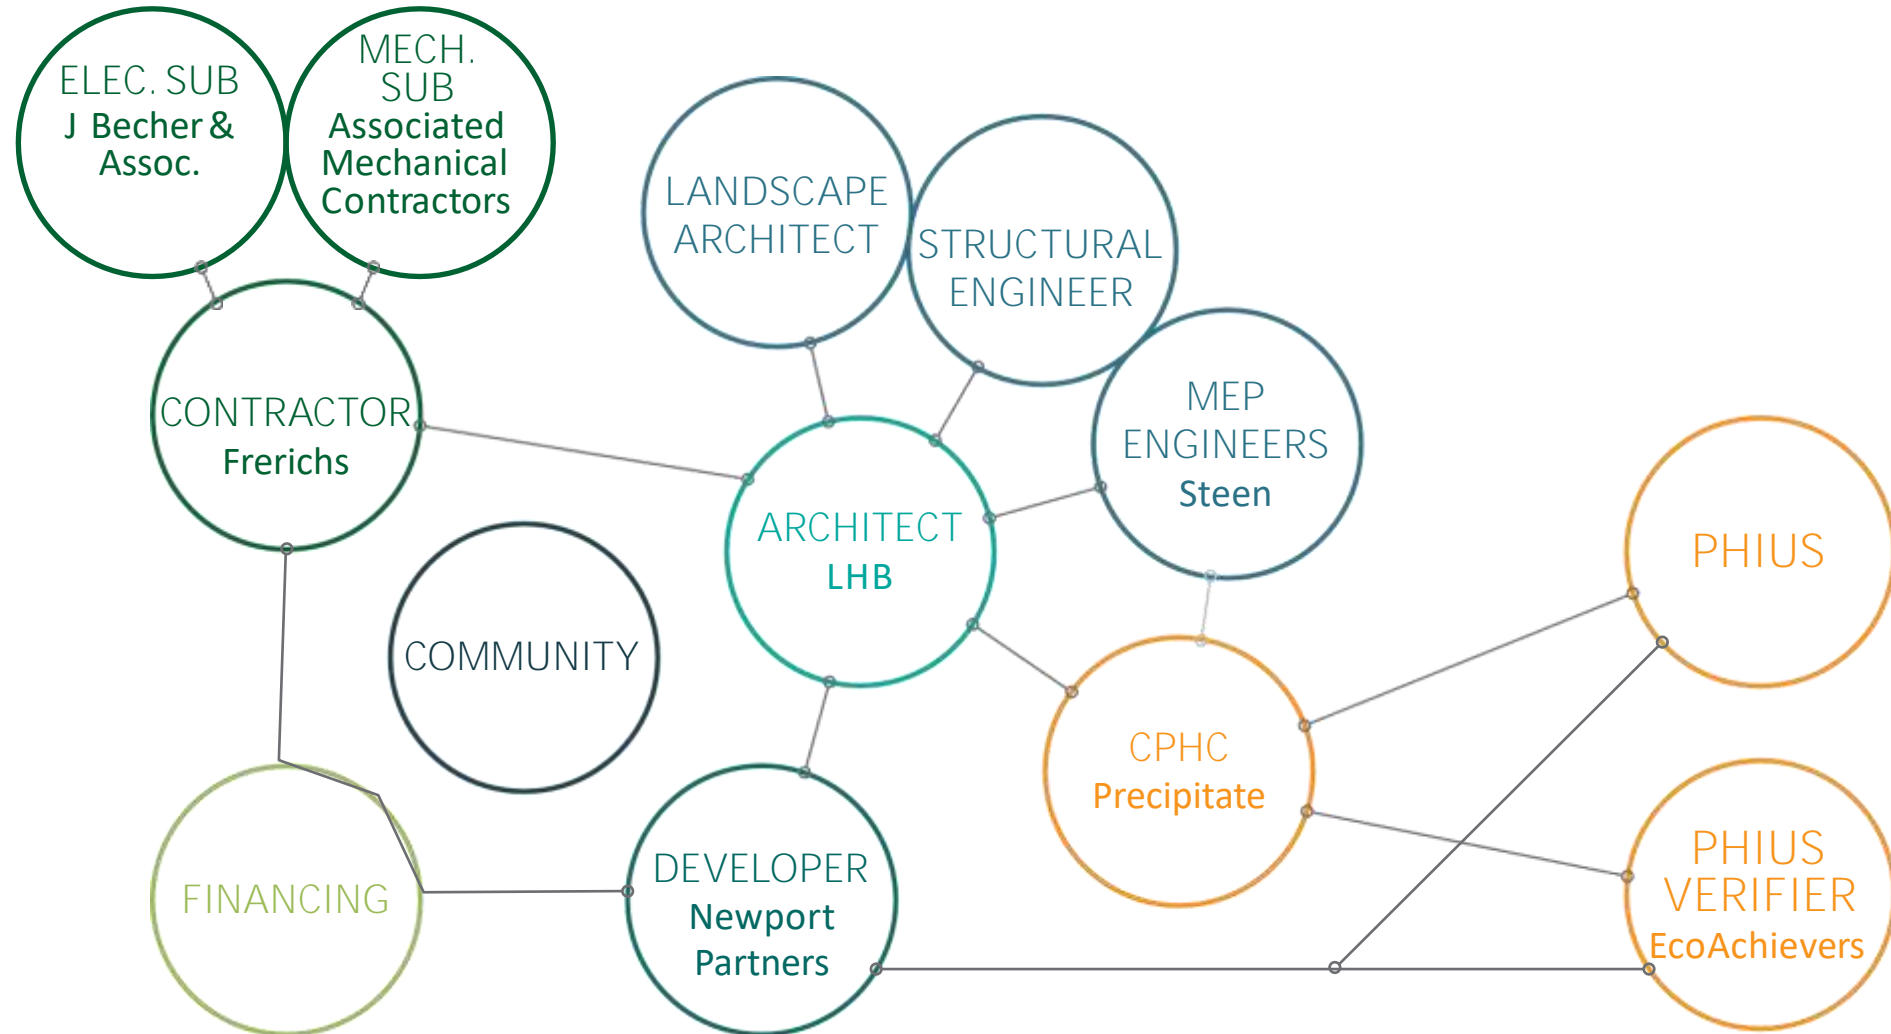 ELEC. SUB
J Becher &
Assoc.
MECH.
SUB
Associated
Mechanical
Contractors
LANDSCAPE
ARCHITECT
STRUCTURAL
ENGINEER
MEP
ENGINEERS
Steen
CONTRACTOR
Frerichs
ARCHITECT
LHB
PHIUS
COMMUNITY
CPHC
Precipitate
FINANCING
DEVELOPER
Newport
Partners
PHIUS
VERIFIER
EcoAchievers